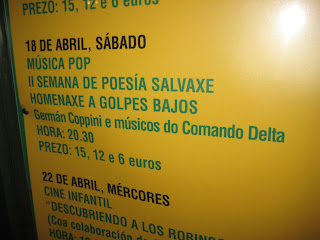 PREZO: 15, 12 e 6 euros
18 DE ABRIL, SÁBADO
MÚSICA POP
II SEMANA DE POESÍA SALVAXE
HOMENAXE A GOLPES BAJOS
Germán Coppini e músicos do Comando Delta
HORA: 20.30
PREZO: 15, 12 e 6 euros
22 DE ABRIL, MÉRCORES
CINE INFANTIL
"DESCUBRIENDO A LOS ROBINSONS"
(Coa colaboración de
HORA: